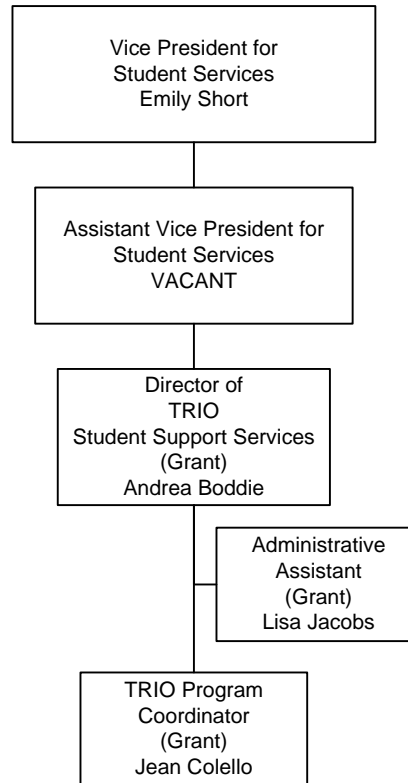 Vice President for
Student Services
Emily Short
Assistant Vice President for
Student Services
VACANT
Director of
TRIO
Student Support Services
(Grant)
Andrea Boddie
Administrative
Assistant
(Grant)
Lisa Jacobs
TRIO Program
Coordinator
(Grant)
Jean Colello